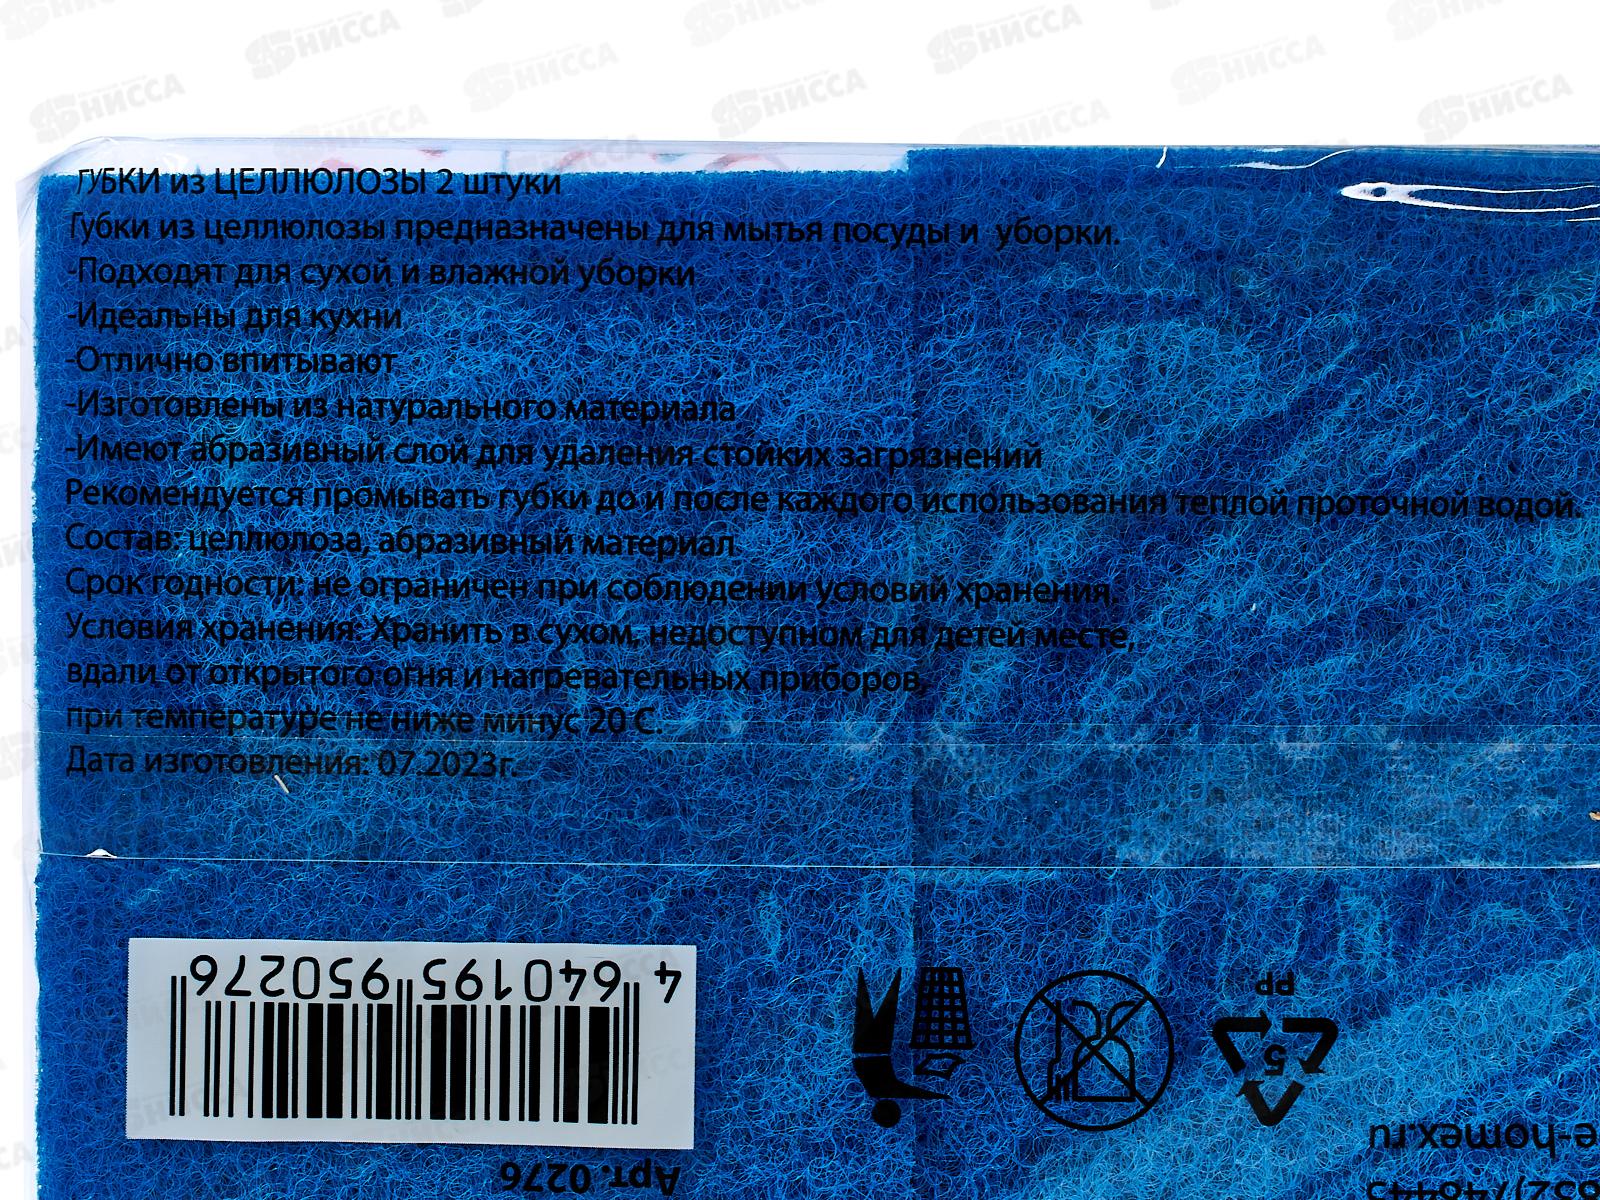 ГУБКИ из ЦЕЛЛЮЛОЗЫ 2 штуки
Губки из целлюлозы предназначены для мытья посуды и уборки.
-Подходят для сухой и влажной уборки
-Идеальны для кухни
-Отлично впитывают
-Изготовлены из натурального материала
-Имеют абразивный слой для удаления стойких загрязнений
Рекомендуется промывать губки до и после каждого использования теплой проточной водой.
Состав: целлюлоза, абразивный материал
Срок годности: не ограничен при соблюдении условий хранения.
Условия хранения: Хранить в сухом, недоступном для детей месте,
вдали от открытого огня и нагревательных приборов,
при температуре не ниже минус 20 С.
Дата изготовления: 07.2023г.
4 640195 950276
Арт. 0276
5
PP
e-homex.ru
НИССА